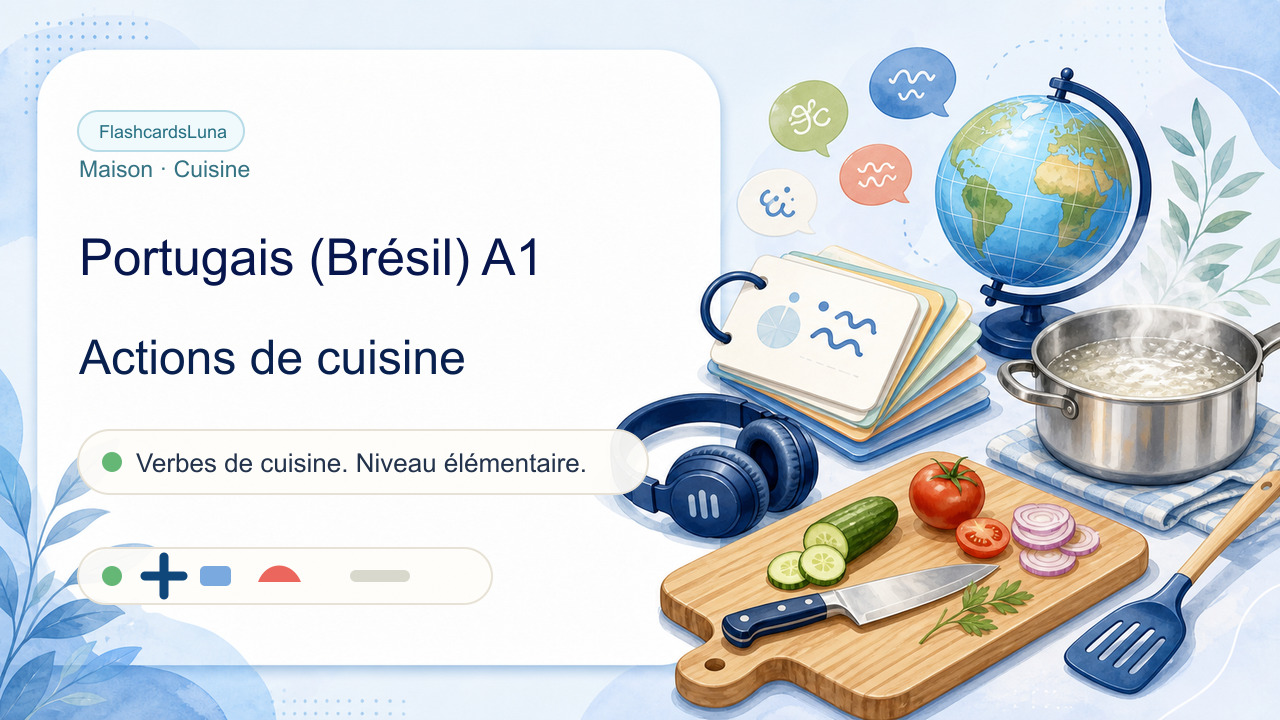 FlashcardsLuna
Maison · Cuisine
Portugais (Brésil) A1
Actions de cuisine
Verbes de cuisine. Niveau élémentaire.